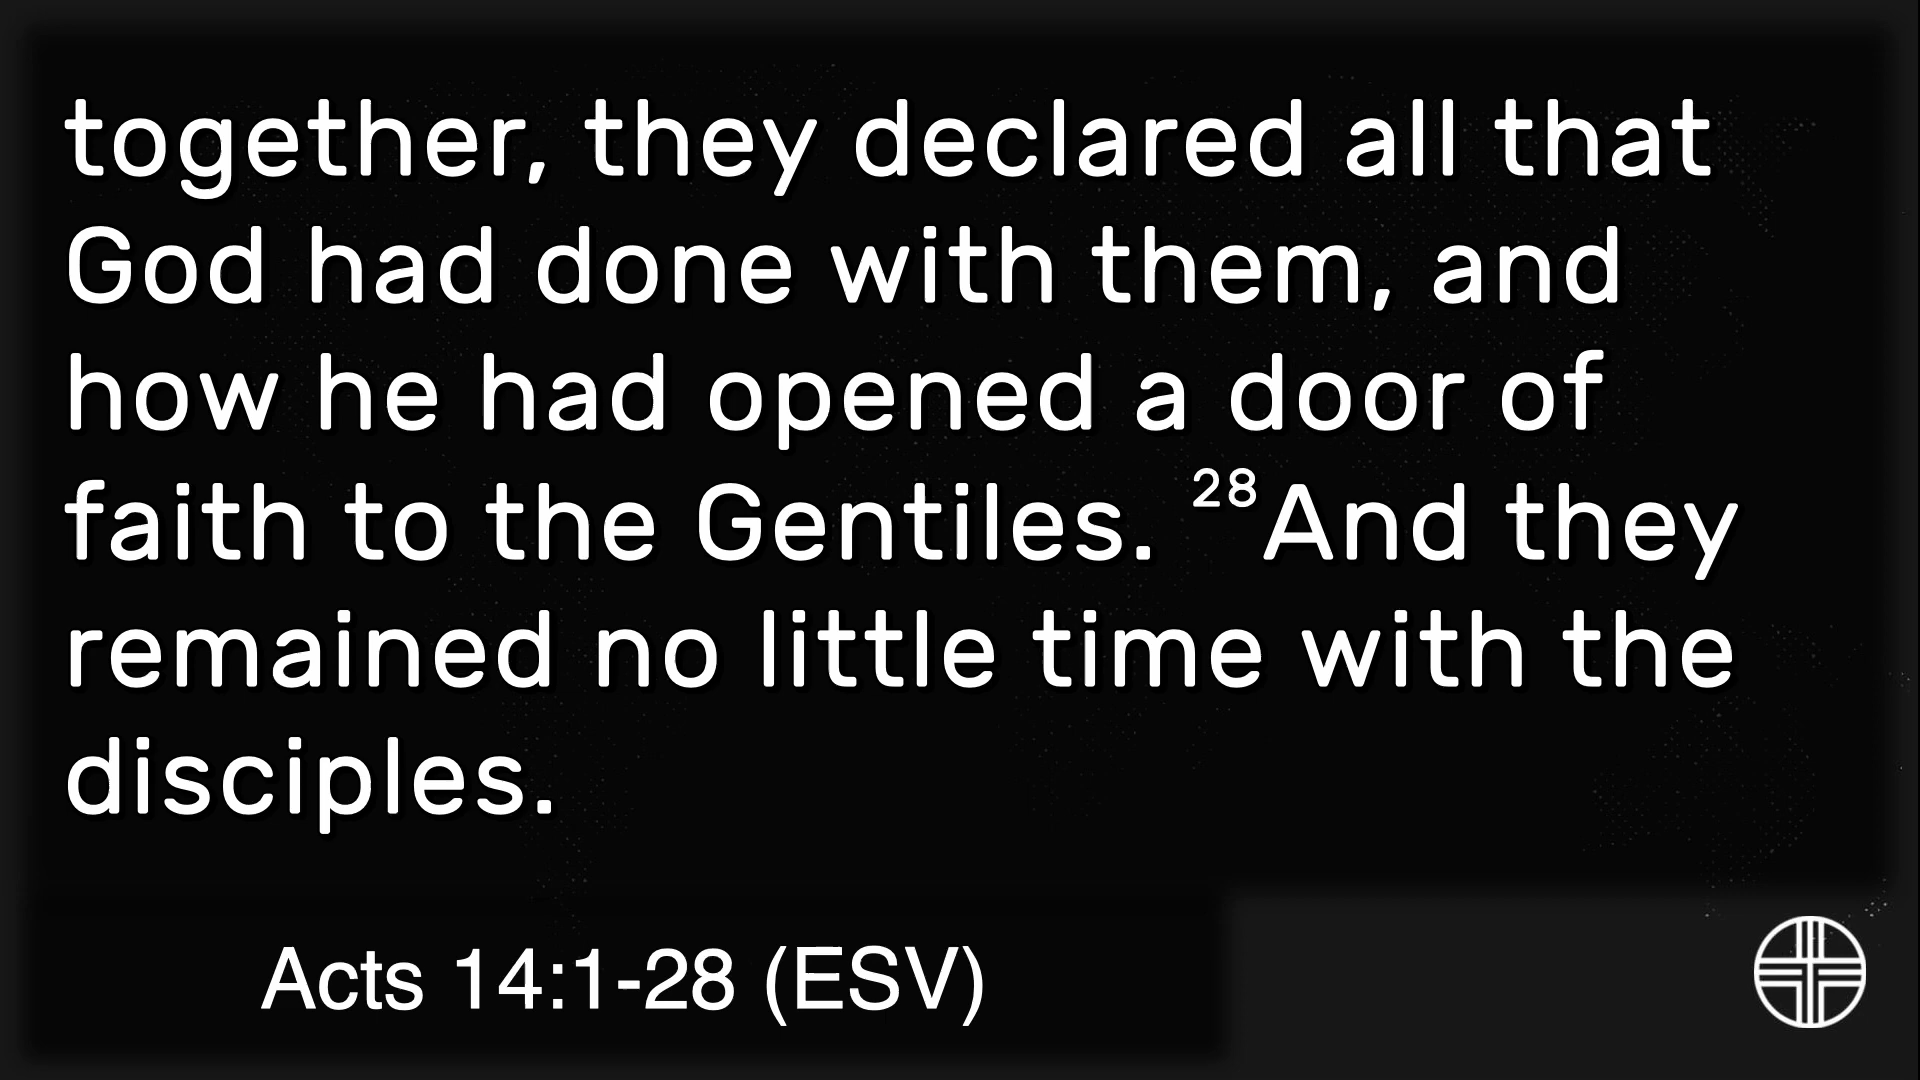 together, they declared all that
God had done with them, and
how he had opened a door of
faith to the Gentiles. 28And they
remained no little time with the
disciples.
Acts 14:1-28 (ESV)